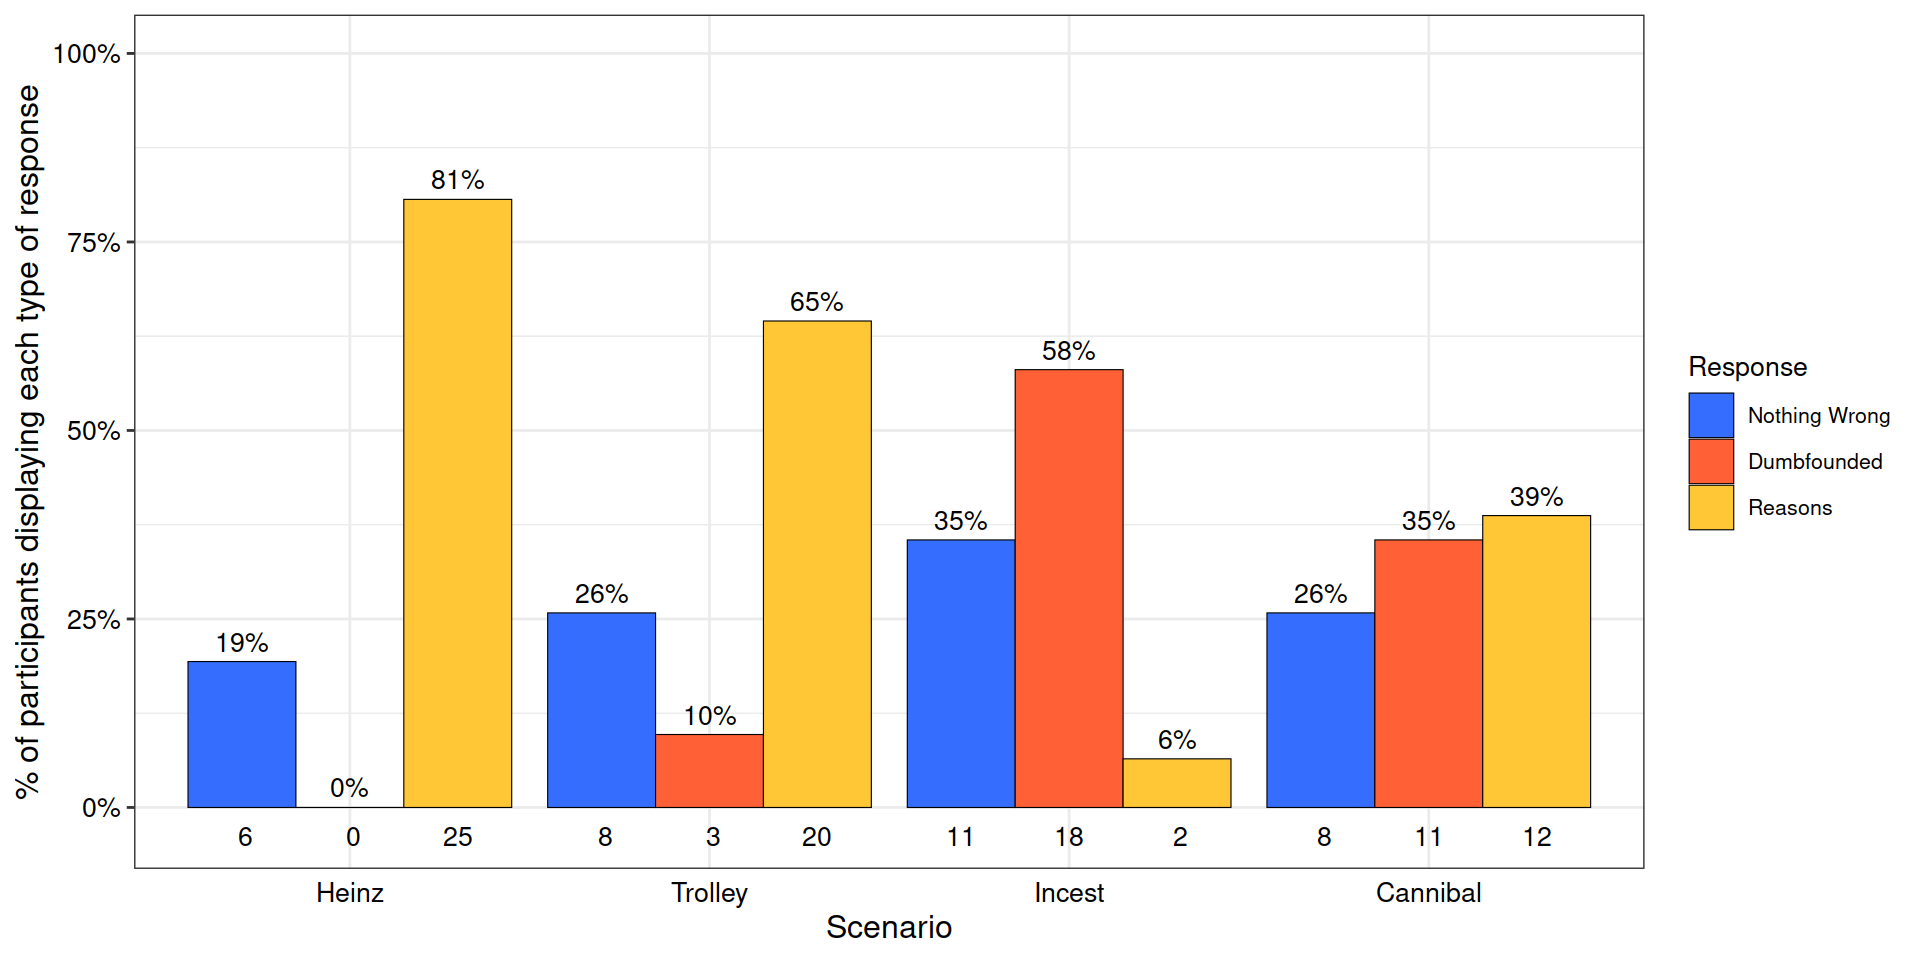 % of participants displaying each type of response
100%
75%
50%
25%
0%
19%
0%
81%
26%
10%
65%
35%
58%
6%
26%
35%
39%
6 0 25 8 3 20 11 18 2 8 11 12
Heinz Trolley Incest Cannibal
Scenario
Response
Nothing Wrong
Dumbfounded
Reasons